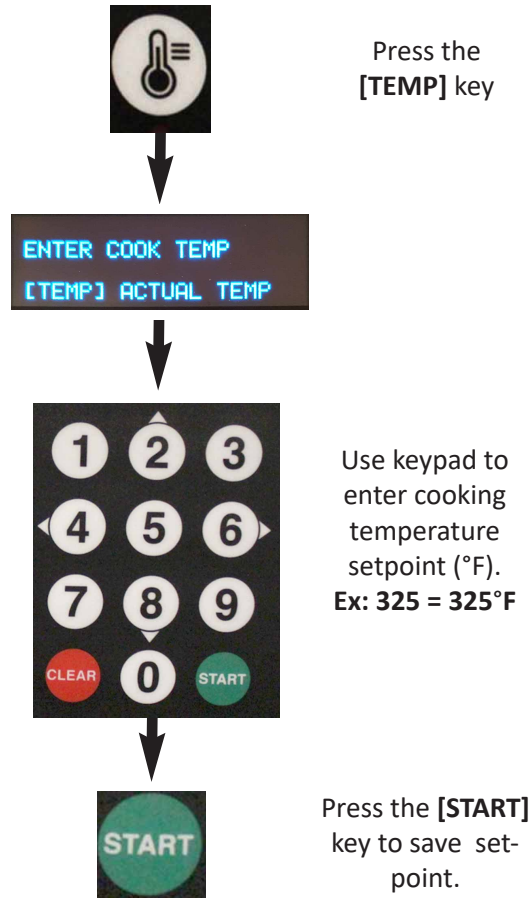 Press the
[TEMP] key
ENTER COOK TEMP
[TEMP] ACTUAL TEMP
1 2 3
4 5 6
7 8 9
CLEAR 0 START
Use keypad to
enter cooking
temperature
setpoint (°F).
Ex: 325 = 325°F
START
Press the [START]
key to save set-
point.